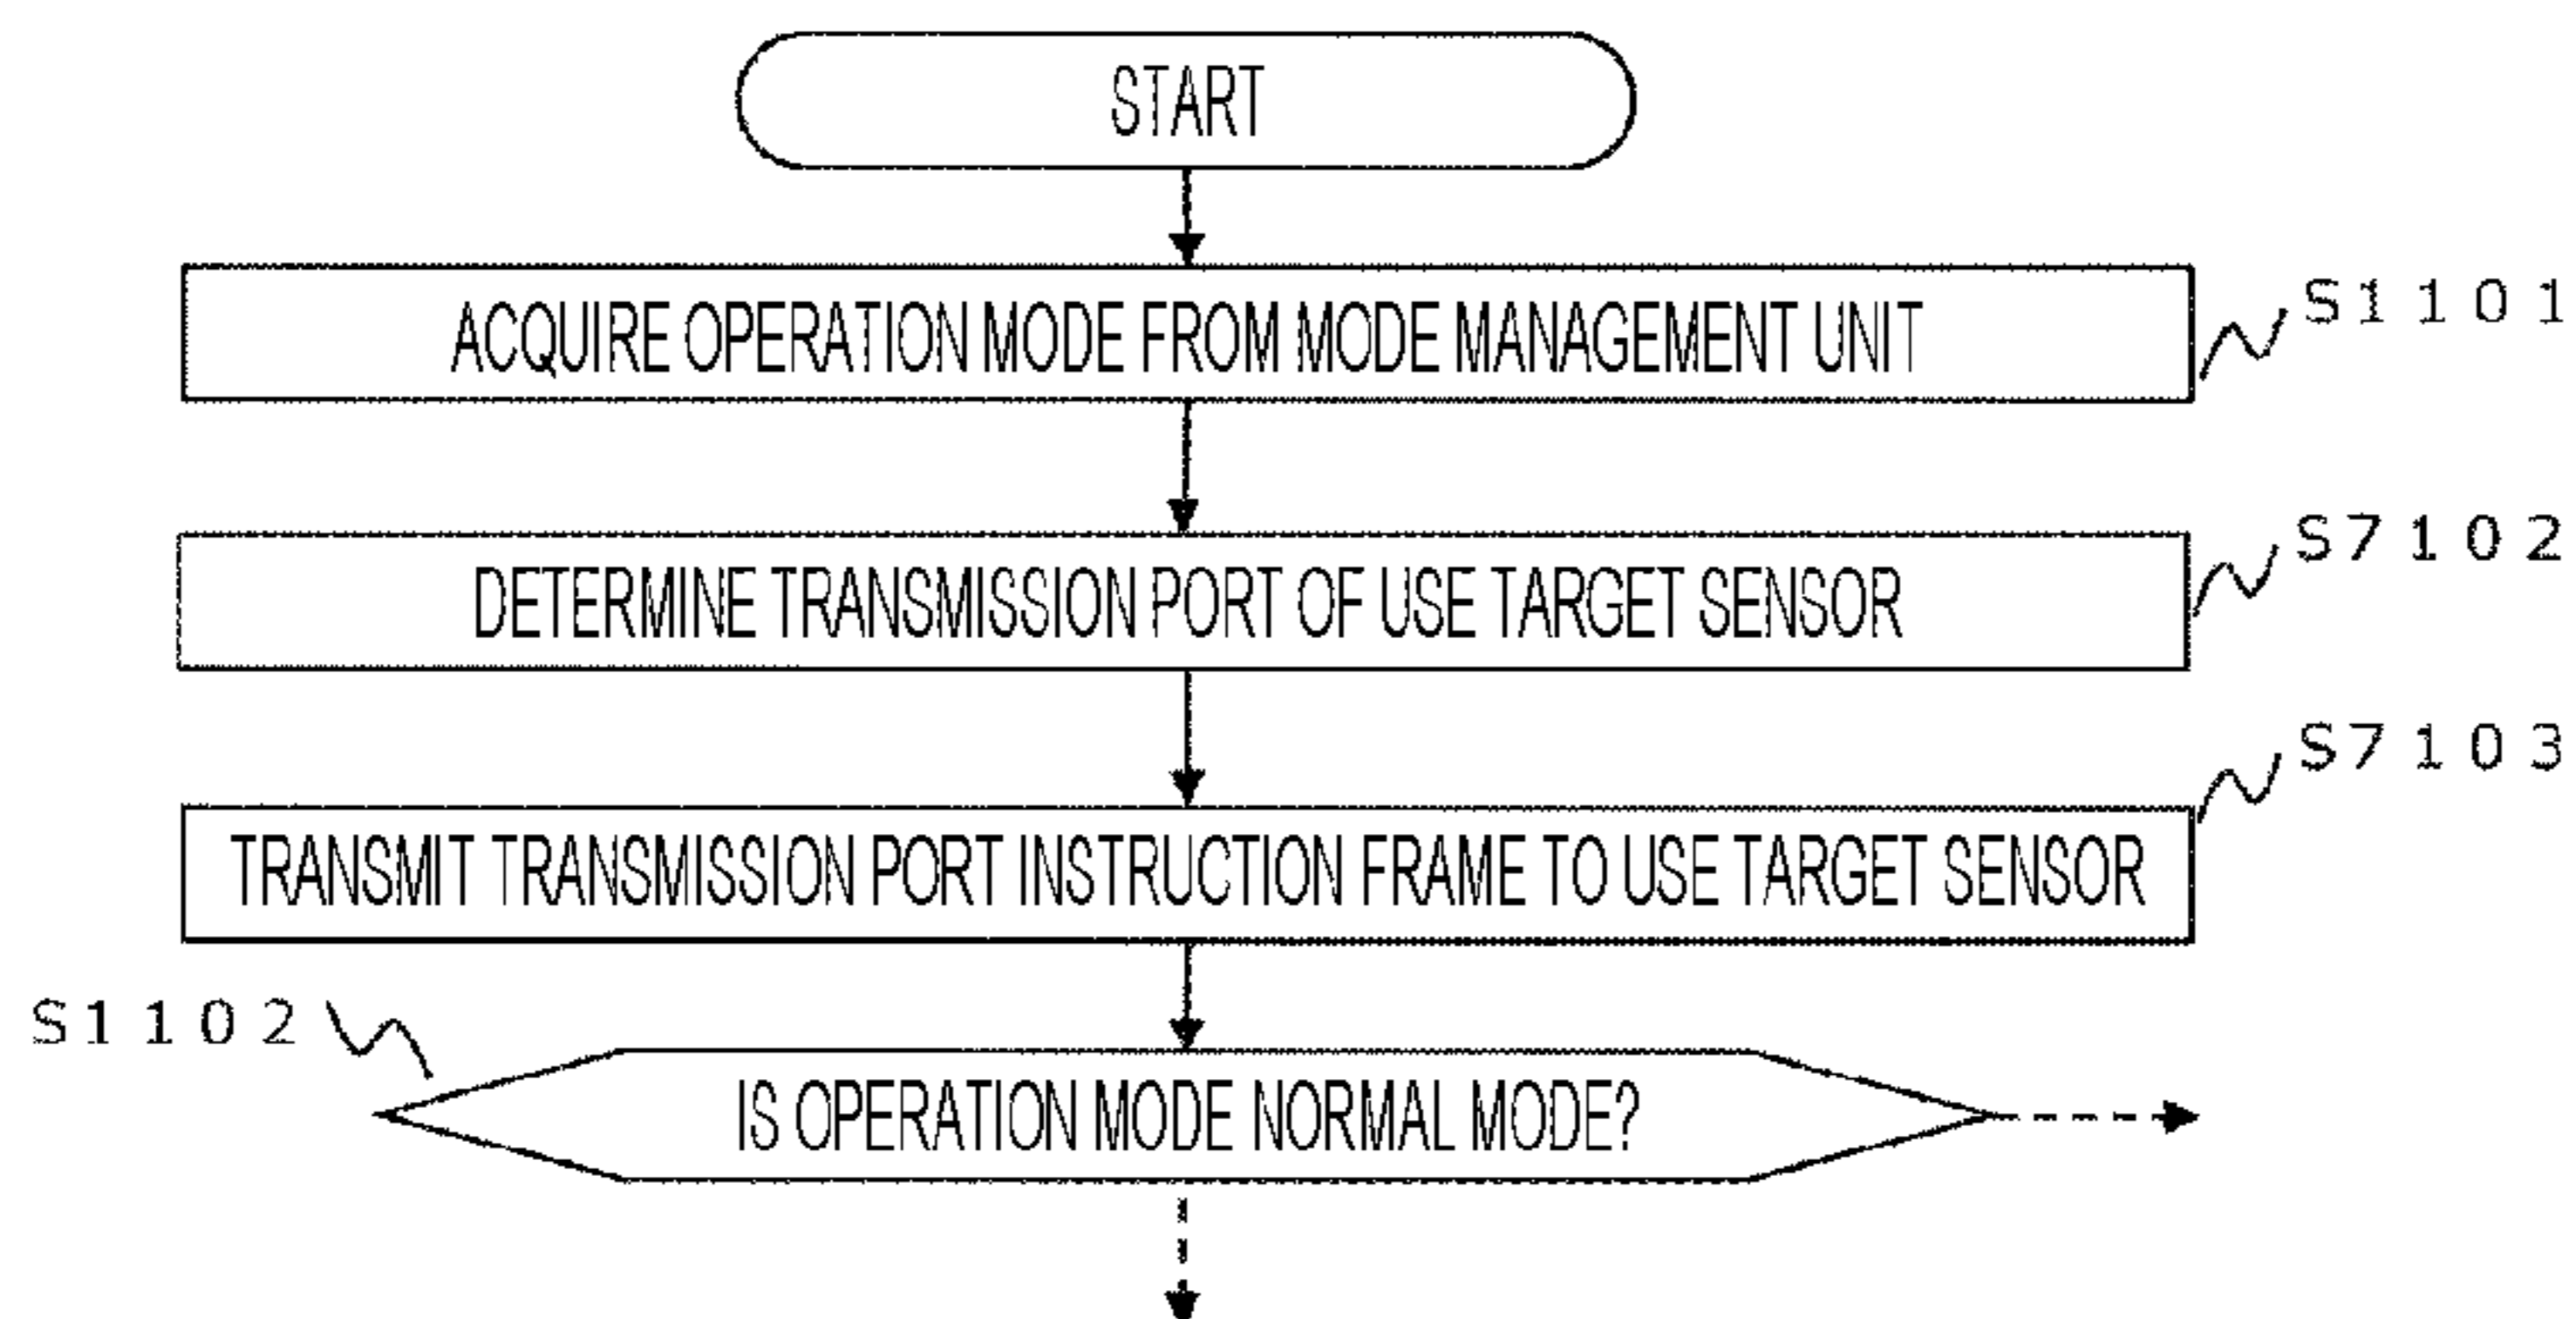 START
ACQUIRE OPERATION MODE FROM MODE MANAGEMENT UNIT
S1101
DETERMINE TRANSMISSION PORT OF USE TARGET SENSOR
S7102
TRANSMIT TRANSMISSION PORT INSTRUCTION FRAME TO USE TARGET SENSOR
S7103
S1102
IS OPERATION MODE NORMAL MODE?